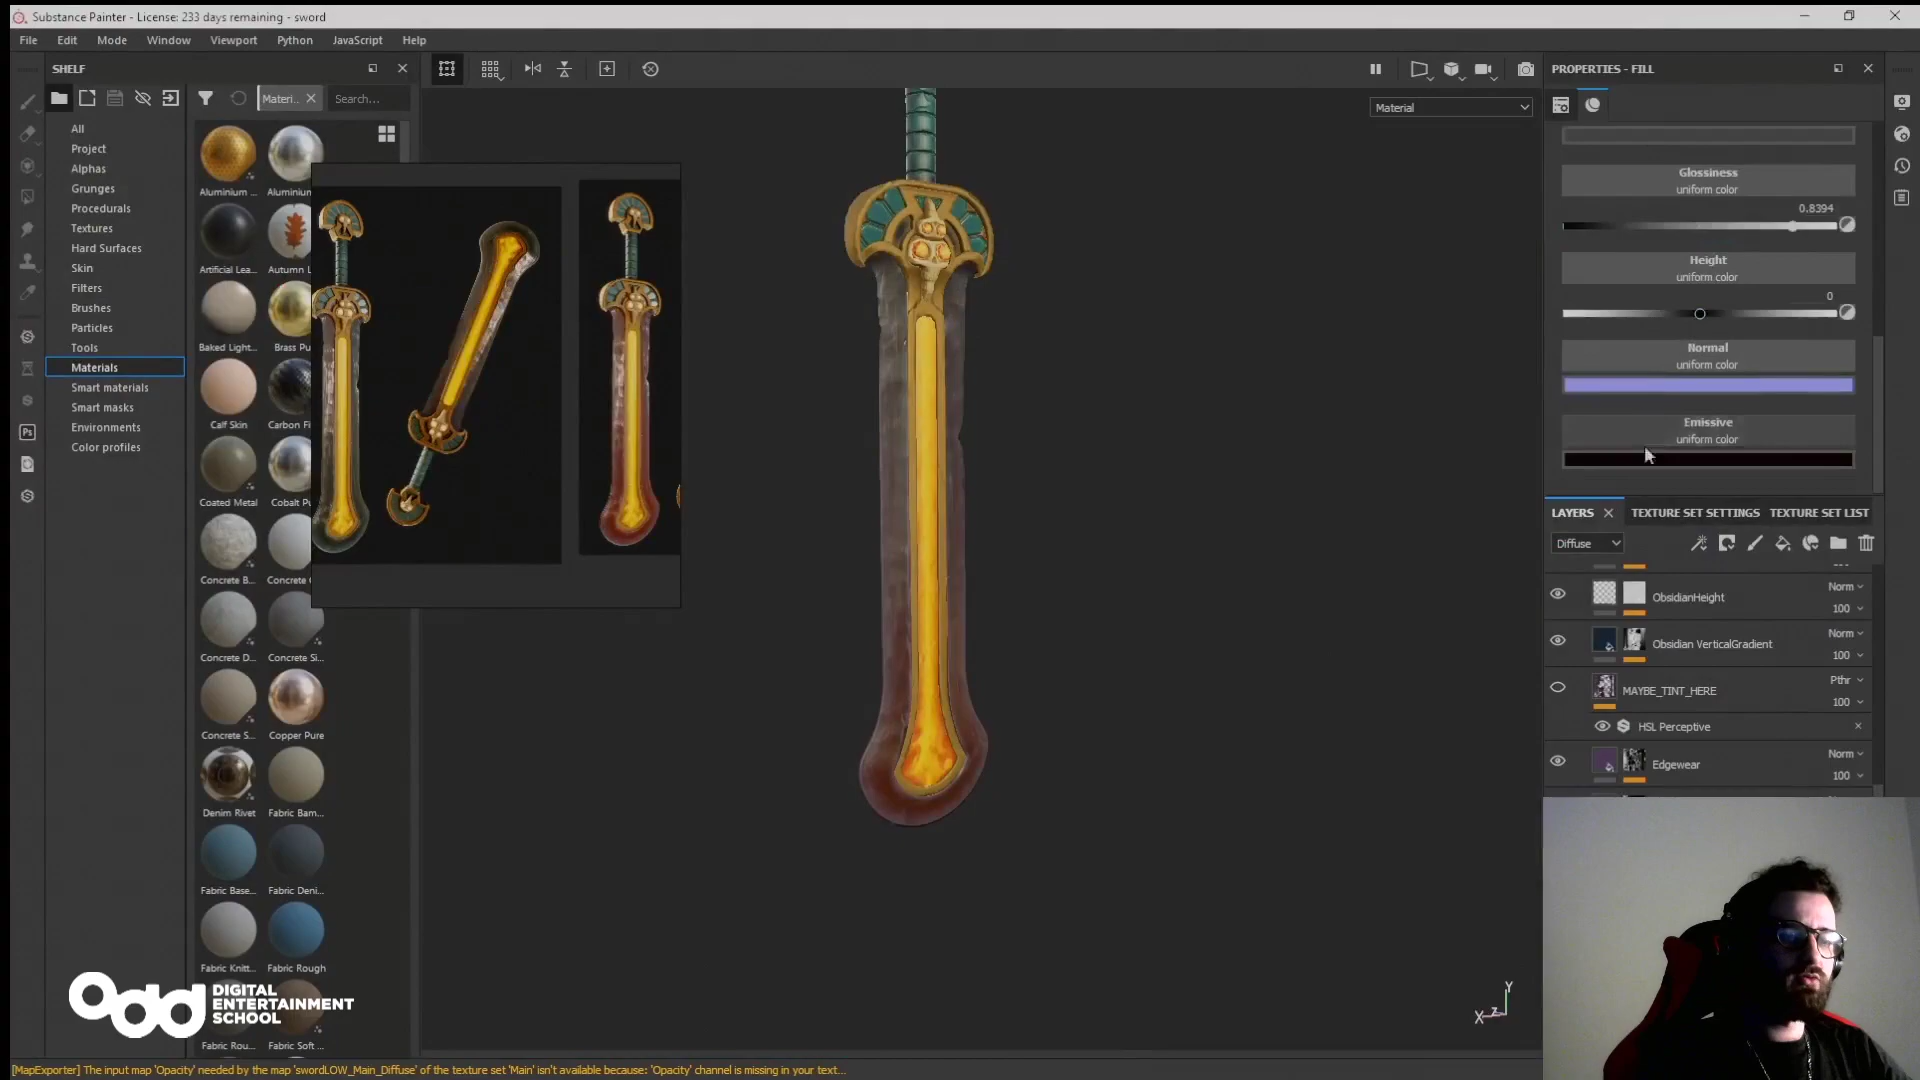 Substance Painter - License: 233 days remaining - sword
File Edit Mode Window Viewport Python JavaScript Help
SHELF
Materi... Search...
All
Project
Alphas
Grunges
Procedurals
Textures
Hard Surfaces
Skin
Filters
Brushes
Particles
Tools
Materials
Smart materials
Smart masks
Environments
Color profiles
Aluminium ... Aluminium
Artificial Lea... Autumn L
Baked Light... Brass Pu
Calf Skin Carbon Fi
Coated Metal Cobalt P
Concrete B... Concrete
Concrete D... Concrete Si...
Concrete S... Copper Pure
Denim Rivet Fabric Bam...
Fabric Base... Fabric Deni...
Fabric Knitt... Fabric Rough
Fabric Rou... Fabric Soft ...
Ps
Material
PROPERTIES - FILL
Glossiness
uniform color
0.8394
Height
uniform color
0
Normal
uniform color
Emissive
uniform color
LAYERS TEXTURE SET SETTINGS TEXTURE SET LIST
Diffuse
ObsidianHeight Norm
100
Obsidian VerticalGradient Norm
100
MAYBE_TINT_HERE Pthr
100
HSL Perceptive
Edgewear Norm
100
Y
X Z
odd DIGITAL
ENTERTAINMENT
SCHOOL
[MapExporter] The input map 'Opacity' needed by the map 'swordLOW_Main_Diffuse' of the texture set 'Main' isn't available because: 'Opacity' channel is missing in your text...